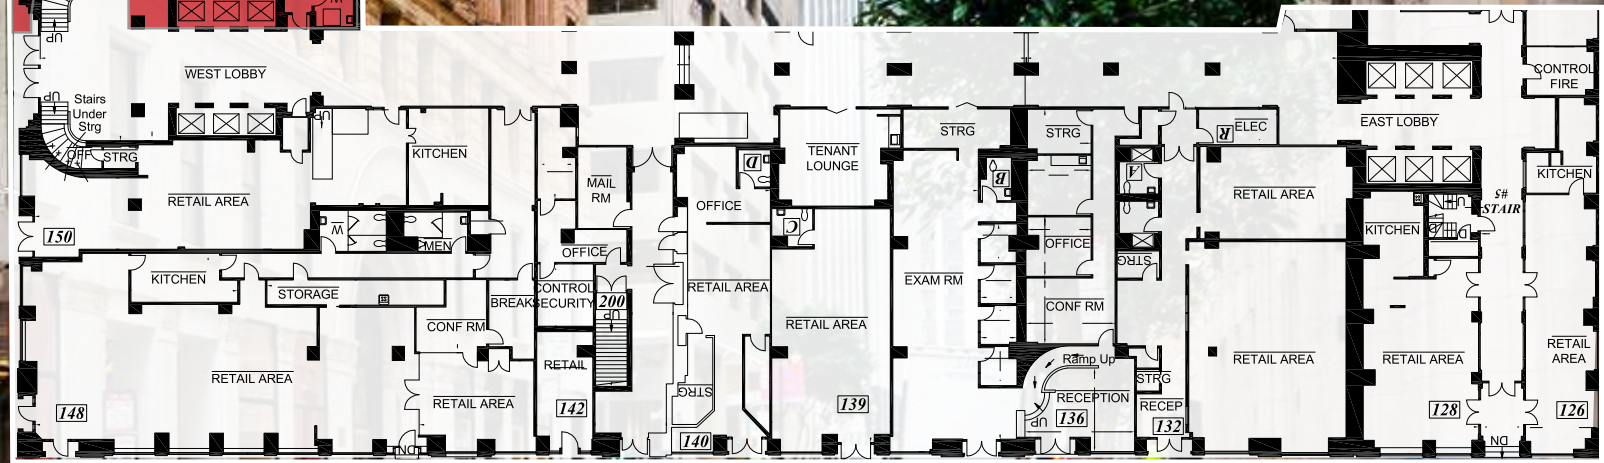 UP
W
WEST LOBBY
UP
Stairs
Under
Strg
OFF
STRG
UP
KITCHEN
RETAIL AREA
150
W
MEN
KITCHEN
STORAGE
BREAK
CONF RM
RETAIL AREA
148
RETAIL AREA
DN
MAIL
RM
OFFICE
CONTROL
SECURITY
200
UP
RETAIL
142
OFFICE
D
RETAIL AREA
STRG
140
TENANT
LOUNGE
C
RETAIL AREA
139
STRG
B
EXAM RM
STRG
OFFICE
CONF RM
Ramp Up
RECEPTION
UP
136
A
STRG
STRG
RECEP
132
R
ELEC
RETAIL AREA
RETAIL AREA
EAST LOBBY
KITCHEN
U
D
D
#5
STAIR
RETAIL AREA
128
DN
CONTROL
FIRE
KITCHEN
RETAIL
AREA
126